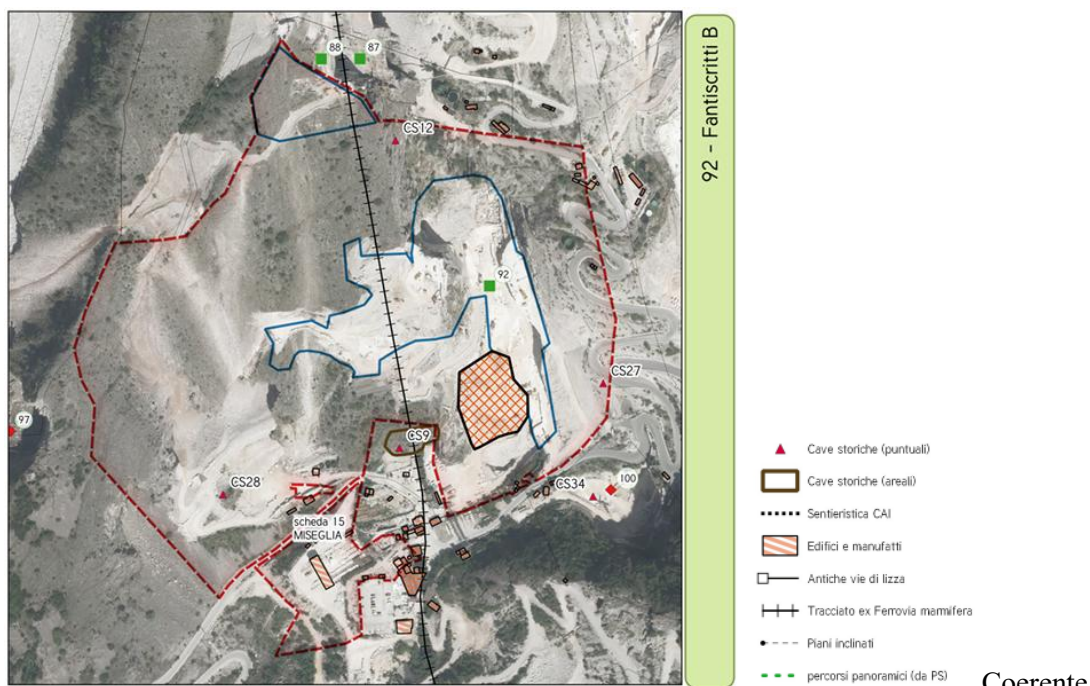 88
87
CS12
92
CS27
97
CS9
CS28
CS34
100
scheda 15
MISEGLIA
92 - Fantiscritti B
Cave storiche (puntuali)
Cave storiche (areali)
Sentieristica CAI
Edifici e manufatti
Antiche vie di lizza
Tracciato ex Ferrovia marmifera
Piani inclinati
percorsi panoramici (da PS)
Coerente